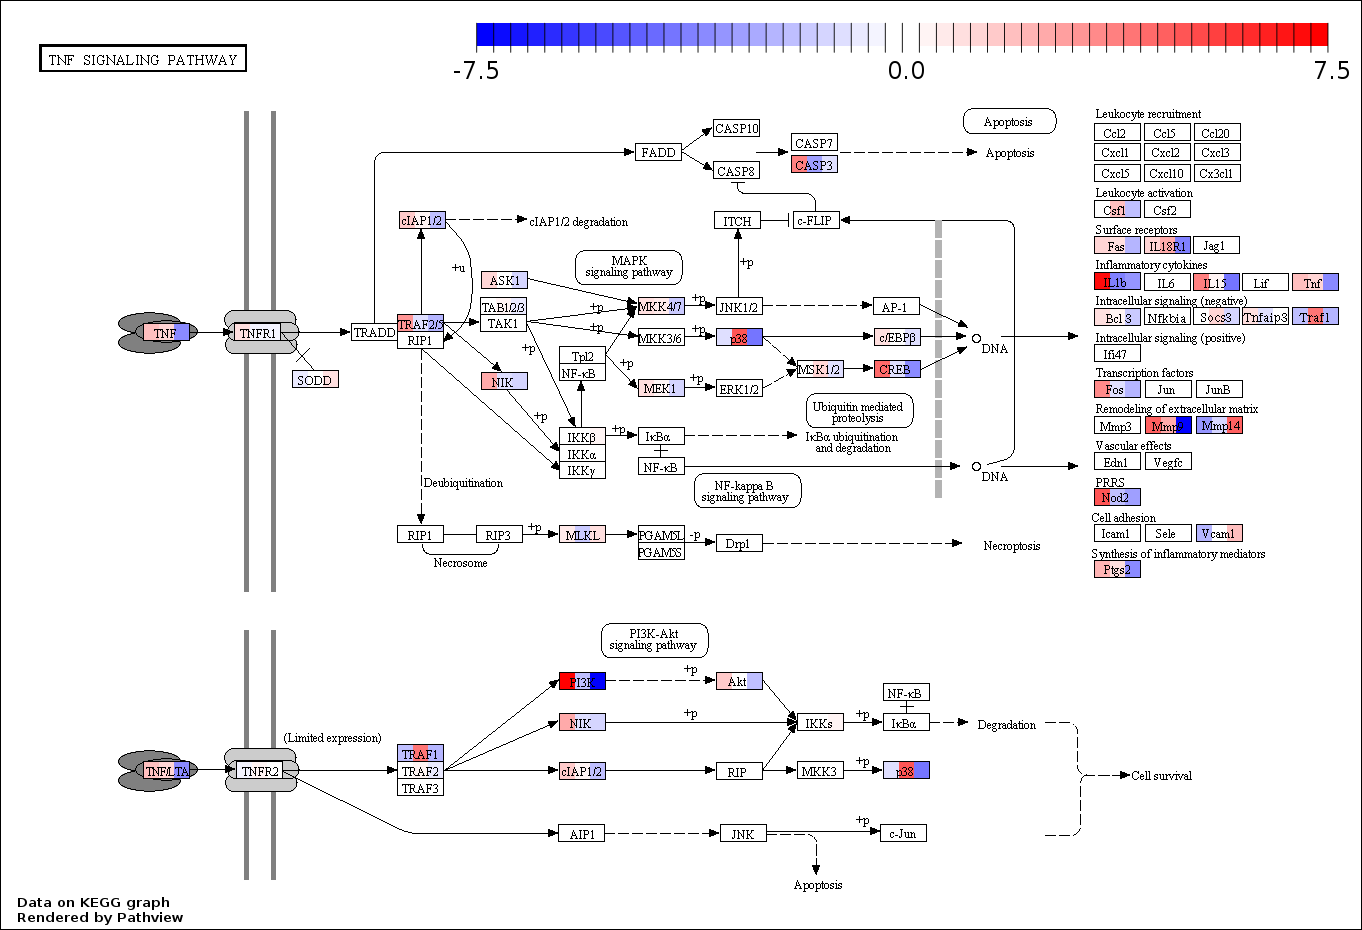 TNF SIGNALING PATHWAY
-7.5 0.0 7.5
CASP10
FADD
CASP8
CASP7
CASP3
Apoptosis
Apoptosis
cIAP1/2
cIAP1/2 degradation
ITCH
c-FLIP
+u
ASK1
MAPK
signaling pathway
+p
TAB1/2/3
TAK1
+p
+p
MKK4/7
+p
JNK1/2
AP-1
TNF
TNFR1
TRADD
TRAF2/5
RIP1
MKK3/6
+p
p38
c/EBPβ
DNA
SODD
NIK
+p
Tpl2
NF-κB
+p
MEK1
+p
ERK1/2
MSK1/2
CREB
+p
Ubiquitin mediated
proteolysis
IKKβ
IKKα
IKKγ
+p
IκBα
IκBα ubiquitination
and degradation
NF-κB
DNA
NF-kappa B
signaling pathway
Deubiquitination
RIP1
RIP3
+p
MLKL
PGAM5L
PGAM5S
-p
Drp1
Necroptosis
Necrosome
Leukocyte recruitment
Ccl2 Ccl5 Ccl20
Cxcl1 Cxcl2 Cxcl3
Cxcl5 Cxcl10 Cx3cl1
Leukocyte activation
Csf1 Csf2
Surface receptors
Fas IL18R1 Jag1
Inflammatory cytokines
IL1b IL6 IL15 Lif Tnf
Intracellular signaling (negative)
Bcl3 Nfkbia Socs3 Tnfaip3 Traf1
Intracellular signaling (positive)
Ifi47
Transcription factors
Fos Jun JunB
Remodeling of extracellular matrix
Mmp3 Mmp9 Mmp14
Vascular effects
Edn1 Vegfc
PRRS
Nod2
Cell adhesion
Icam1 Sele Vcam1
Synthesis of inflammatory mediators
Ptgs2
PI3K-Akt
signaling pathway
PI3K
+p
Akt
NIK
+p
IKKs
+p
NF-κB
IκBα
Degradation
(Limited expression)
TNF/LTA
TNFR2
TRAF1
TRAF2
TRAF3
cIAP1/2
RIP
MKK3
+p
p38
Cell survival
AIP1
JNK
+p
c-Jun
Apoptosis
Data on KEGG graph
Rendered by Pathview